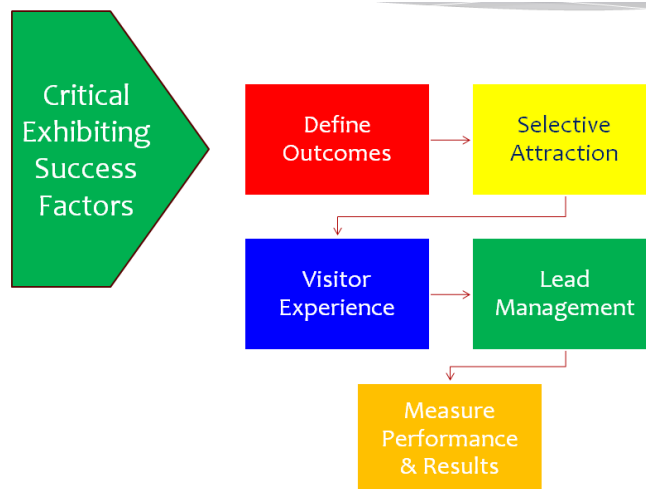 Critical
Exhibiting
Success
Factors
Define
Outcomes
Selective
Attraction
Visitor
Experience
Lead
Management
Measure
Performance
& Results